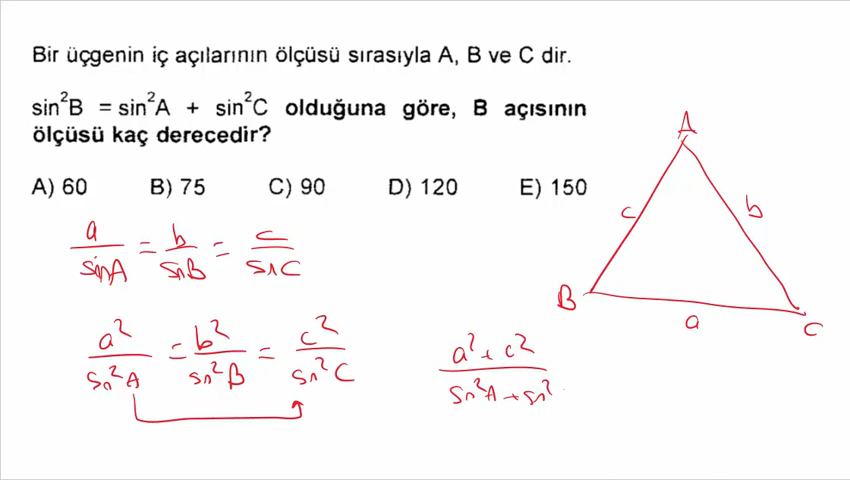 Bir üçgenin iç açılarının ölçüsü sırasıyla A, B ve C dir.
sin²B = sin²A + sin²C olduğuna göre, B açısının
ölçüsü kaç derecedir?
A) 60 B) 75 C) 90 D) 120 E) 150
a/sinA = b/sinB = c/sinC
a²/sin²A = b²/sin²B = c²/sin²C
a²+c²/sin²A+sin²
A
c
b
B
a
C